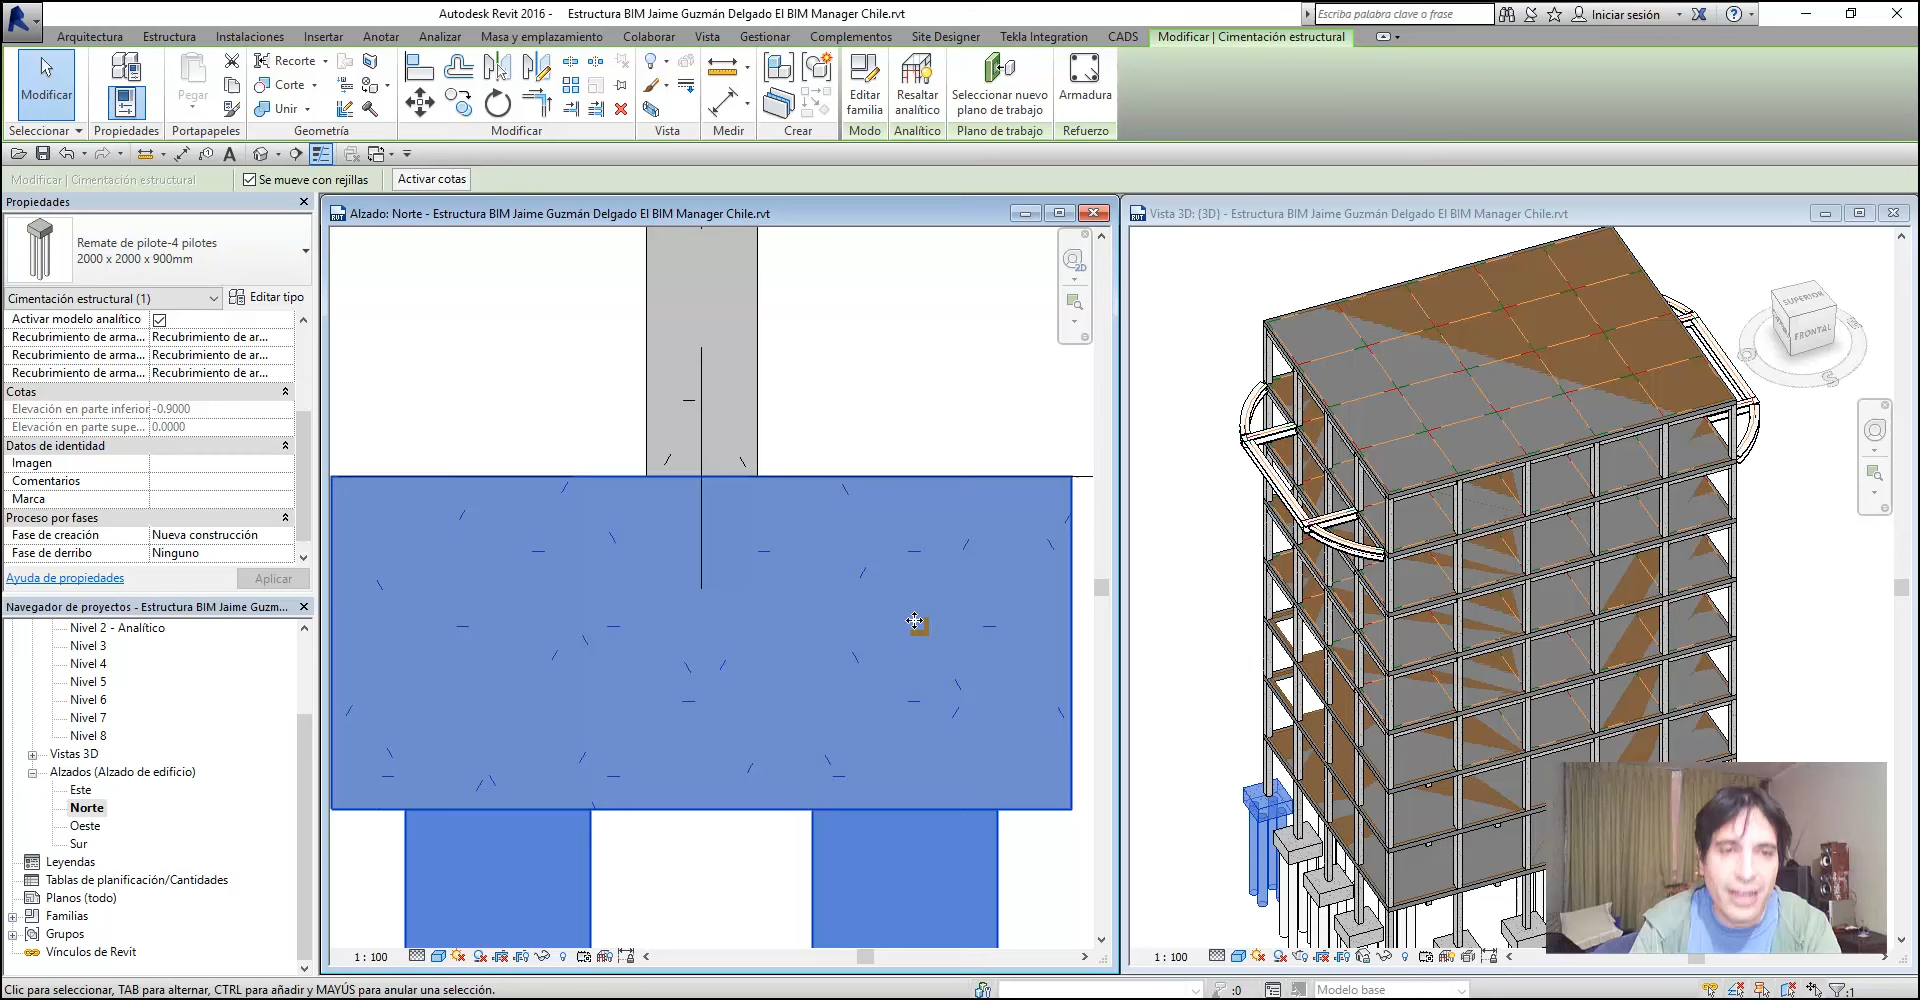 Autodesk Revit 2016 - Estructura BIM Jaime Guzmán Delgado El BIM Manager Chile.rvt
Escriba palabra clave o frase
Iniciar sesión
Arquitectura Estructura Instalaciones Insertar Anotar Analizar Masa y emplazamiento Colaborar Vista Gestionar Complementos Site Designer Tekla Integration CADS Modificar | Cimentación estructural
Modificar
Pegar
Recorte
Corte
Unir
Editar familia
Resaltar analítico
Seleccionar nuevo plano de trabajo
Armadura
Seleccionar Propiedades Portapapeles Geometría Modificar Vista Medir Crear Modo Analítico Plano de trabajo Refuerzo
Modificar | Cimentación estructural
Se mueve con rejillas
Activar cotas
Propiedades
Remate de pilote-4 pilotes
2000 x 2000 x 900mm
Cimentación estructural (1)
Editar tipo
Activar modelo analítico
Recubrimiento de arma... Recubrimiento de ar...
Recubrimiento de arma... Recubrimiento de ar...
Recubrimiento de arma... Recubrimiento de ar...
Cotas
Elevación en parte inferior -0.9000
Elevación en parte supe... 0.0000
Datos de identidad
Imagen
Comentarios
Marca
Proceso por fases
Fase de creación Nueva construcción
Fase de derribo Ninguno
Ayuda de propiedades
Aplicar
Navegador de proyectos - Estructura BIM Jaime Guzm...
Nivel 2 - Analítico
Nivel 3
Nivel 4
Nivel 5
Nivel 6
Nivel 7
Nivel 8
Vistas 3D
Alzados (Alzado de edificio)
Este
Norte
Oeste
Sur
Leyendas
Tablas de planificación/Cantidades
Planos (todo)
Familias
Grupos
Vínculos de Revit
Alzado: Norte - Estructura BIM Jaime Guzmán Delgado El BIM Manager Chile.rvt
2D
1 : 100
Vista 3D: {3D} - Estructura BIM Jaime Guzmán Delgado El BIM Manager Chile.rvt
SUPERIOR
FRONTAL
1 : 100
Clic para seleccionar, TAB para alternar, CTRL para añadir y MAYÚS para anular una selección.
:0
Modelo base
:1